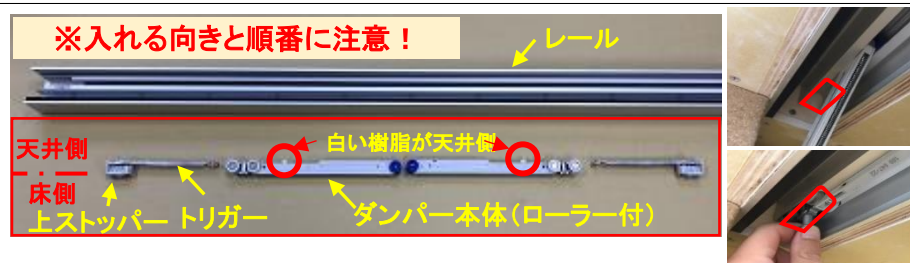 ※入れる向きと順番に注意！
レール
天井側
白い樹脂が天井側
床側
上ストッパー
トリガー
ダンパー本体（ローラー付）